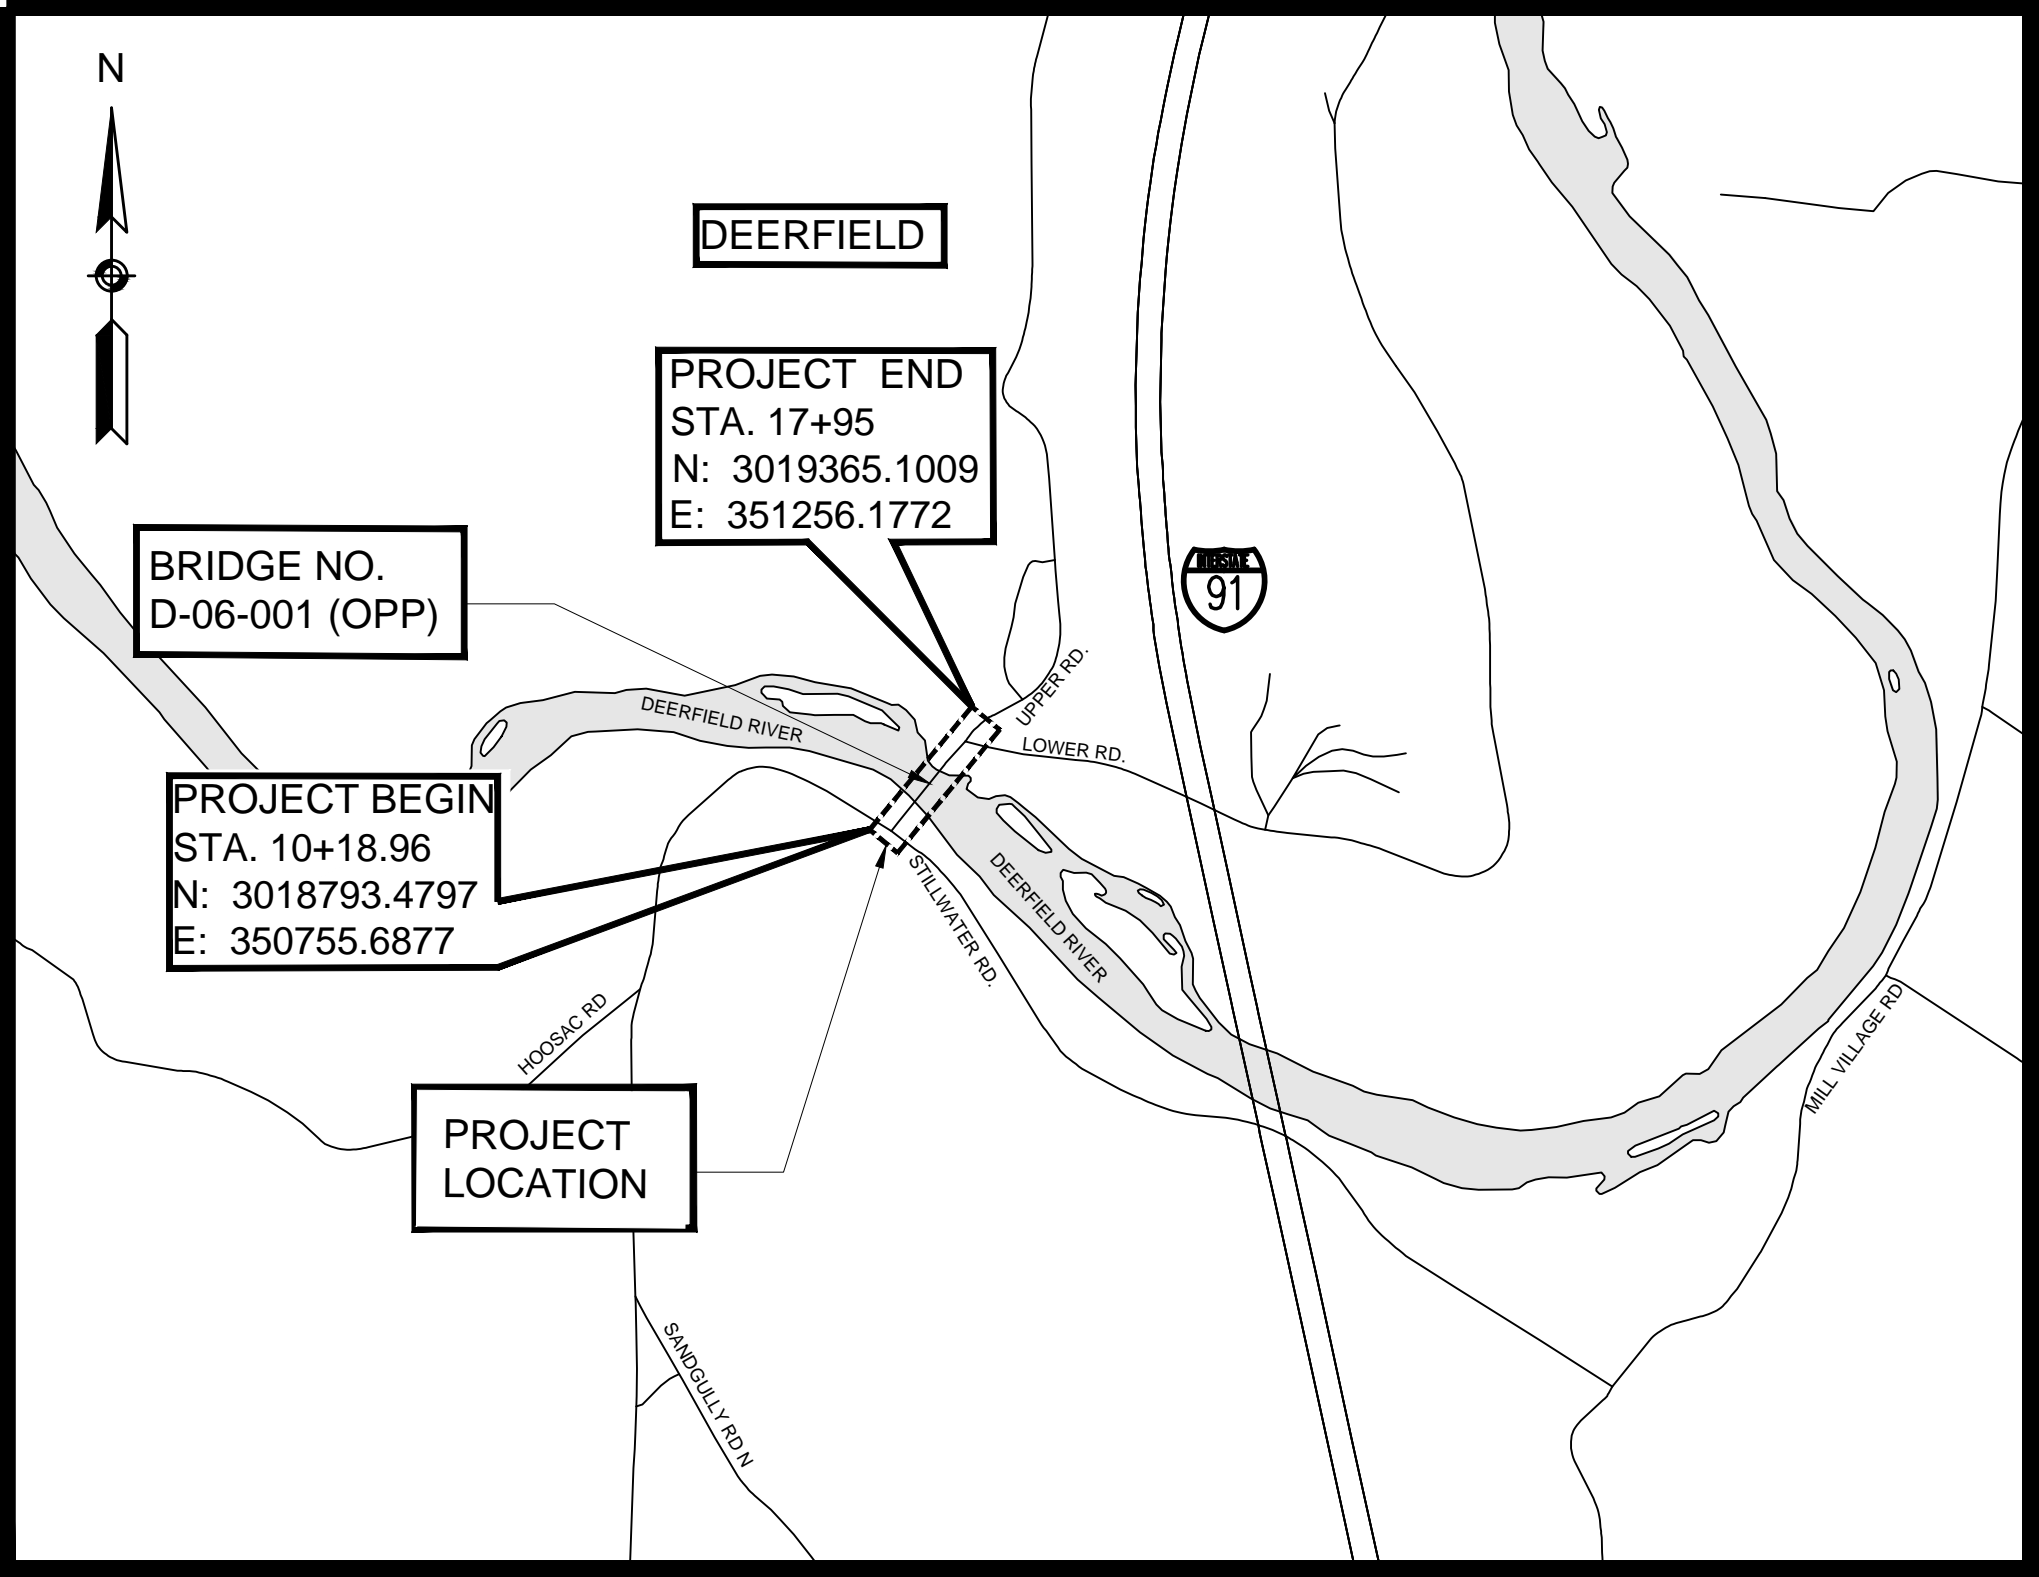 N
DEERFIELD
PROJECT END
STA. 17+95
N: 3019365.1009
E: 351256.1772
BRIDGE NO.
D-06-001 (OPP)
INTERSTATE
91
UPPER RD.
DEERFIELD RIVER
LOWER RD.
PROJECT BEGIN
STA. 10+18.96
N: 3018793.4797
E: 350755.6877
STILLWATER RD.
DEERFIELD RIVER
HOOSAC RD
MILL VILLAGE RD
PROJECT
LOCATION
SANDGULLY RD N